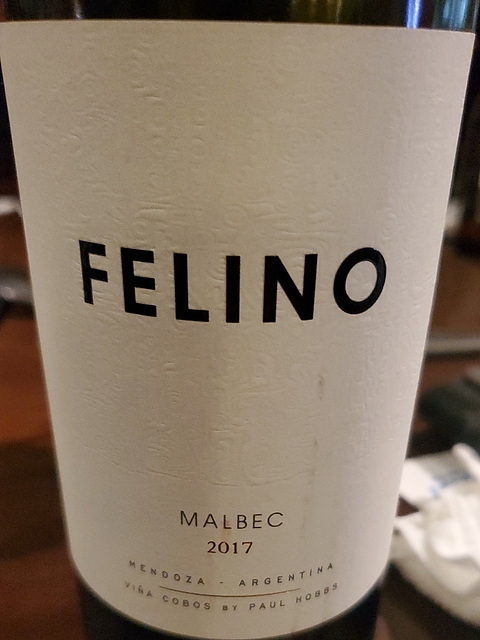 FELINO
MALBEC
2017
MENDOZA - ARGENTINA
VIÑA COBOS BY PAUL HOBBS